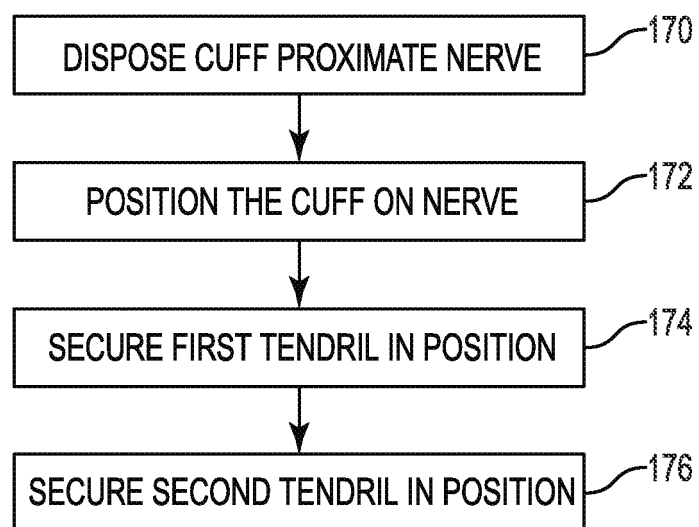 DISPOSE CUFF PROXIMATE NERVE
170
POSITION THE CUFF ON NERVE
172
SECURE FIRST TENDRIL IN POSITION
174
SECURE SECOND TENDRIL IN POSITION
176